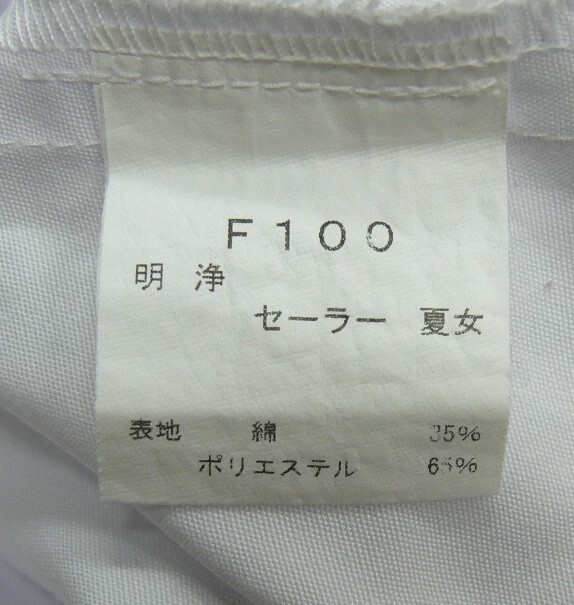 F100
明 浄
セーラー 夏女
表地 綿 35%
ポリエステル 65%